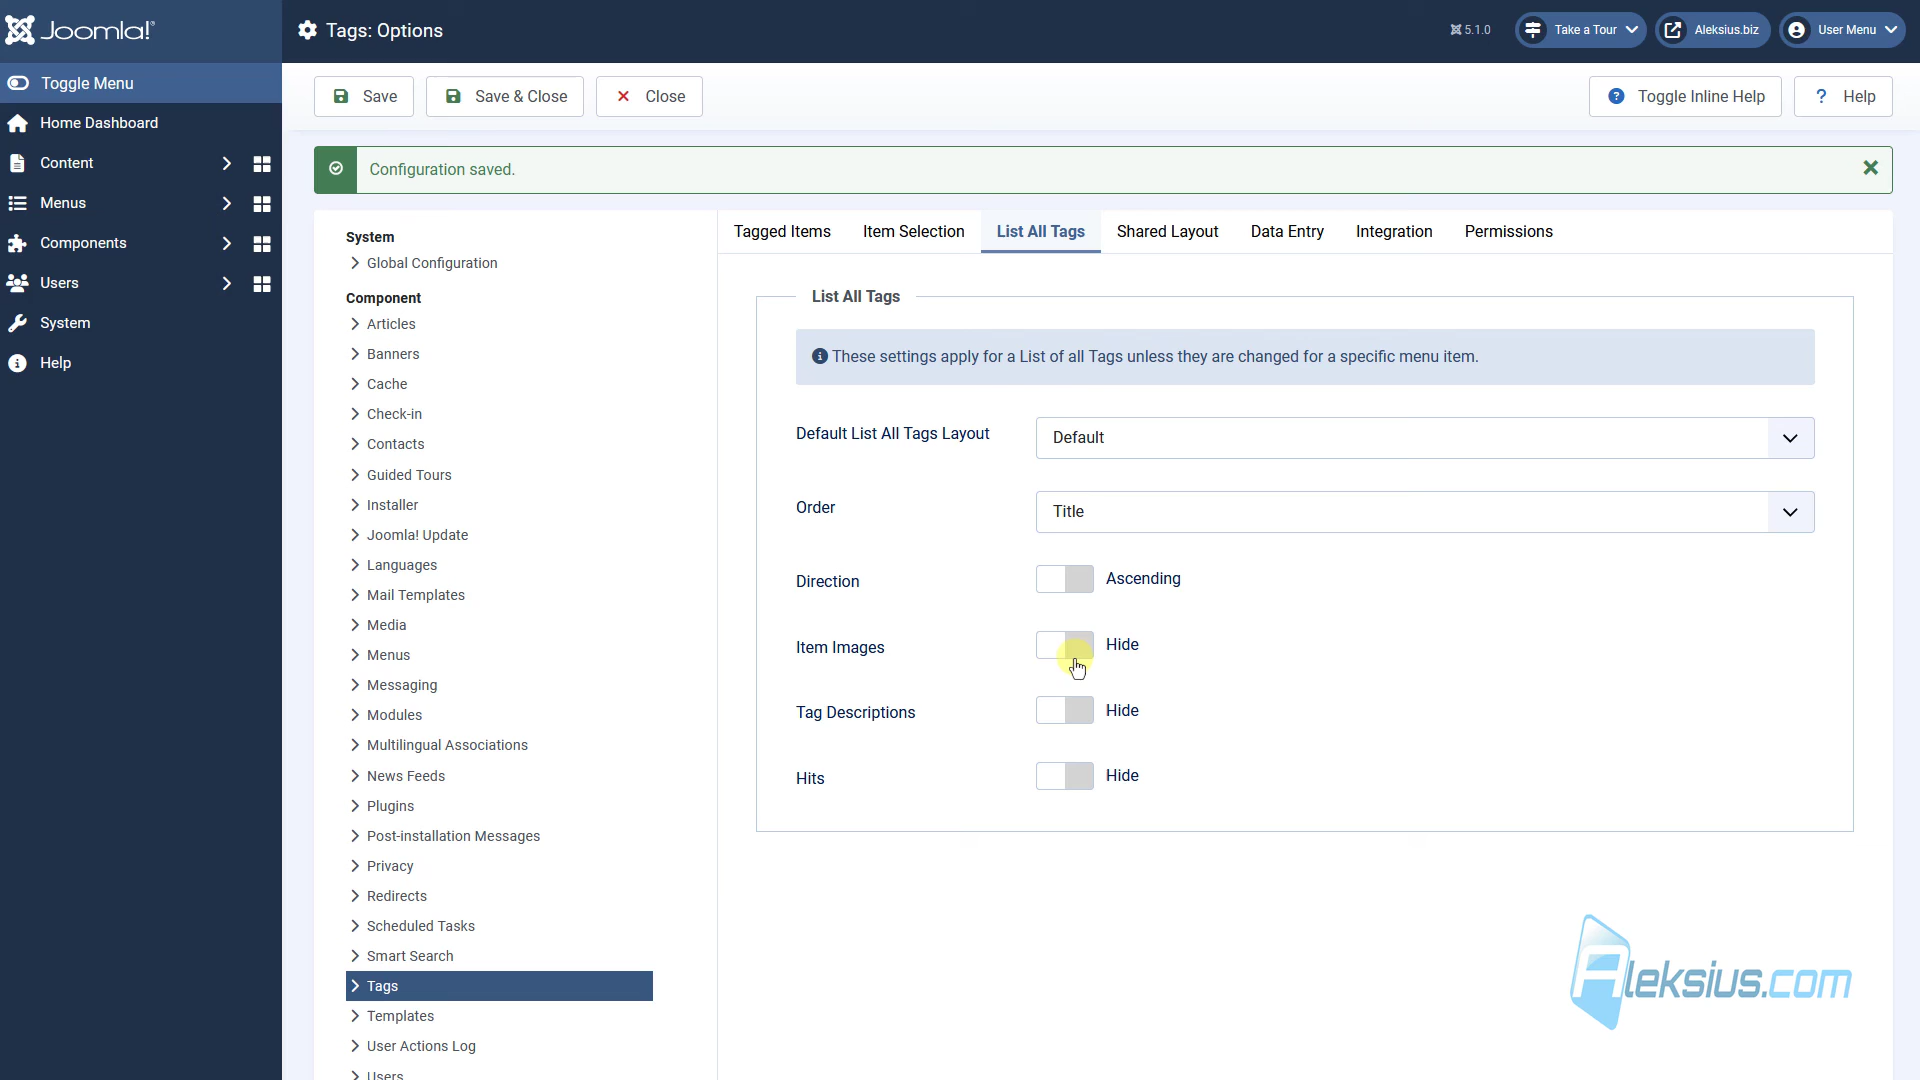 Joomla!
Tags: Options
5.1.0
Take a Tour
Aleksius.biz
User Menu
Toggle Menu
Home Dashboard
Content
Menus
Components
Users
System
Help
Save
Save & Close
Close
Toggle Inline Help
Help
Configuration saved.
System
Global Configuration
Component
Articles
Banners
Cache
Check-in
Contacts
Guided Tours
Installer
Joomla! Update
Languages
Mail Templates
Media
Menus
Messaging
Modules
Multilingual Associations
News Feeds
Plugins
Post-installation Messages
Privacy
Redirects
Scheduled Tasks
Smart Search
Tags
Templates
User Actions Log
Users
Tagged Items
Item Selection
List All Tags
Shared Layout
Data Entry
Integration
Permissions
List All Tags
These settings apply for a List of all Tags unless they are changed for a specific menu item.
Default List All Tags Layout
Default
Order
Title
Direction
Ascending
Item Images
Hide
Tag Descriptions
Hide
Hits
Hide
Aleksius.com